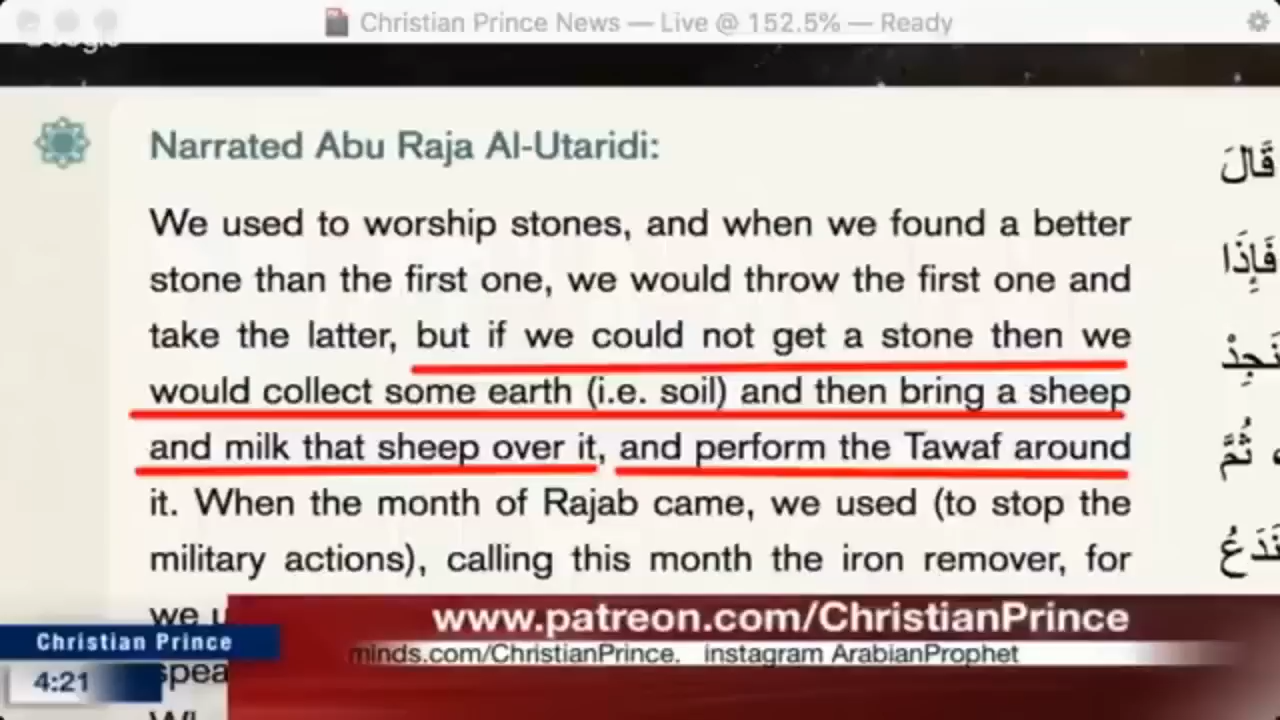 Christian Prince News — Live @ 152.5% — Ready
Google
Narrated Abu Raja Al-Utaridi:
We used to worship stones, and when we found a better
stone than the first one, we would throw the first one and
take the latter, but if we could not get a stone then we
would collect some earth (i.e. soil) and then bring a sheep
and milk that sheep over it, and perform the Tawaf around
it. When the month of Rajab came, we used (to stop the
military actions), calling this month the iron remover, for
we u
قَالَ
فَإِذَا
نَجِدْ
ثُمَّ
نَدَعُ
www.patreon.com/ChristianPrince
Christian Prince
minds.com/ChristianPrince. instagram ArabianProphet
4:21
spea